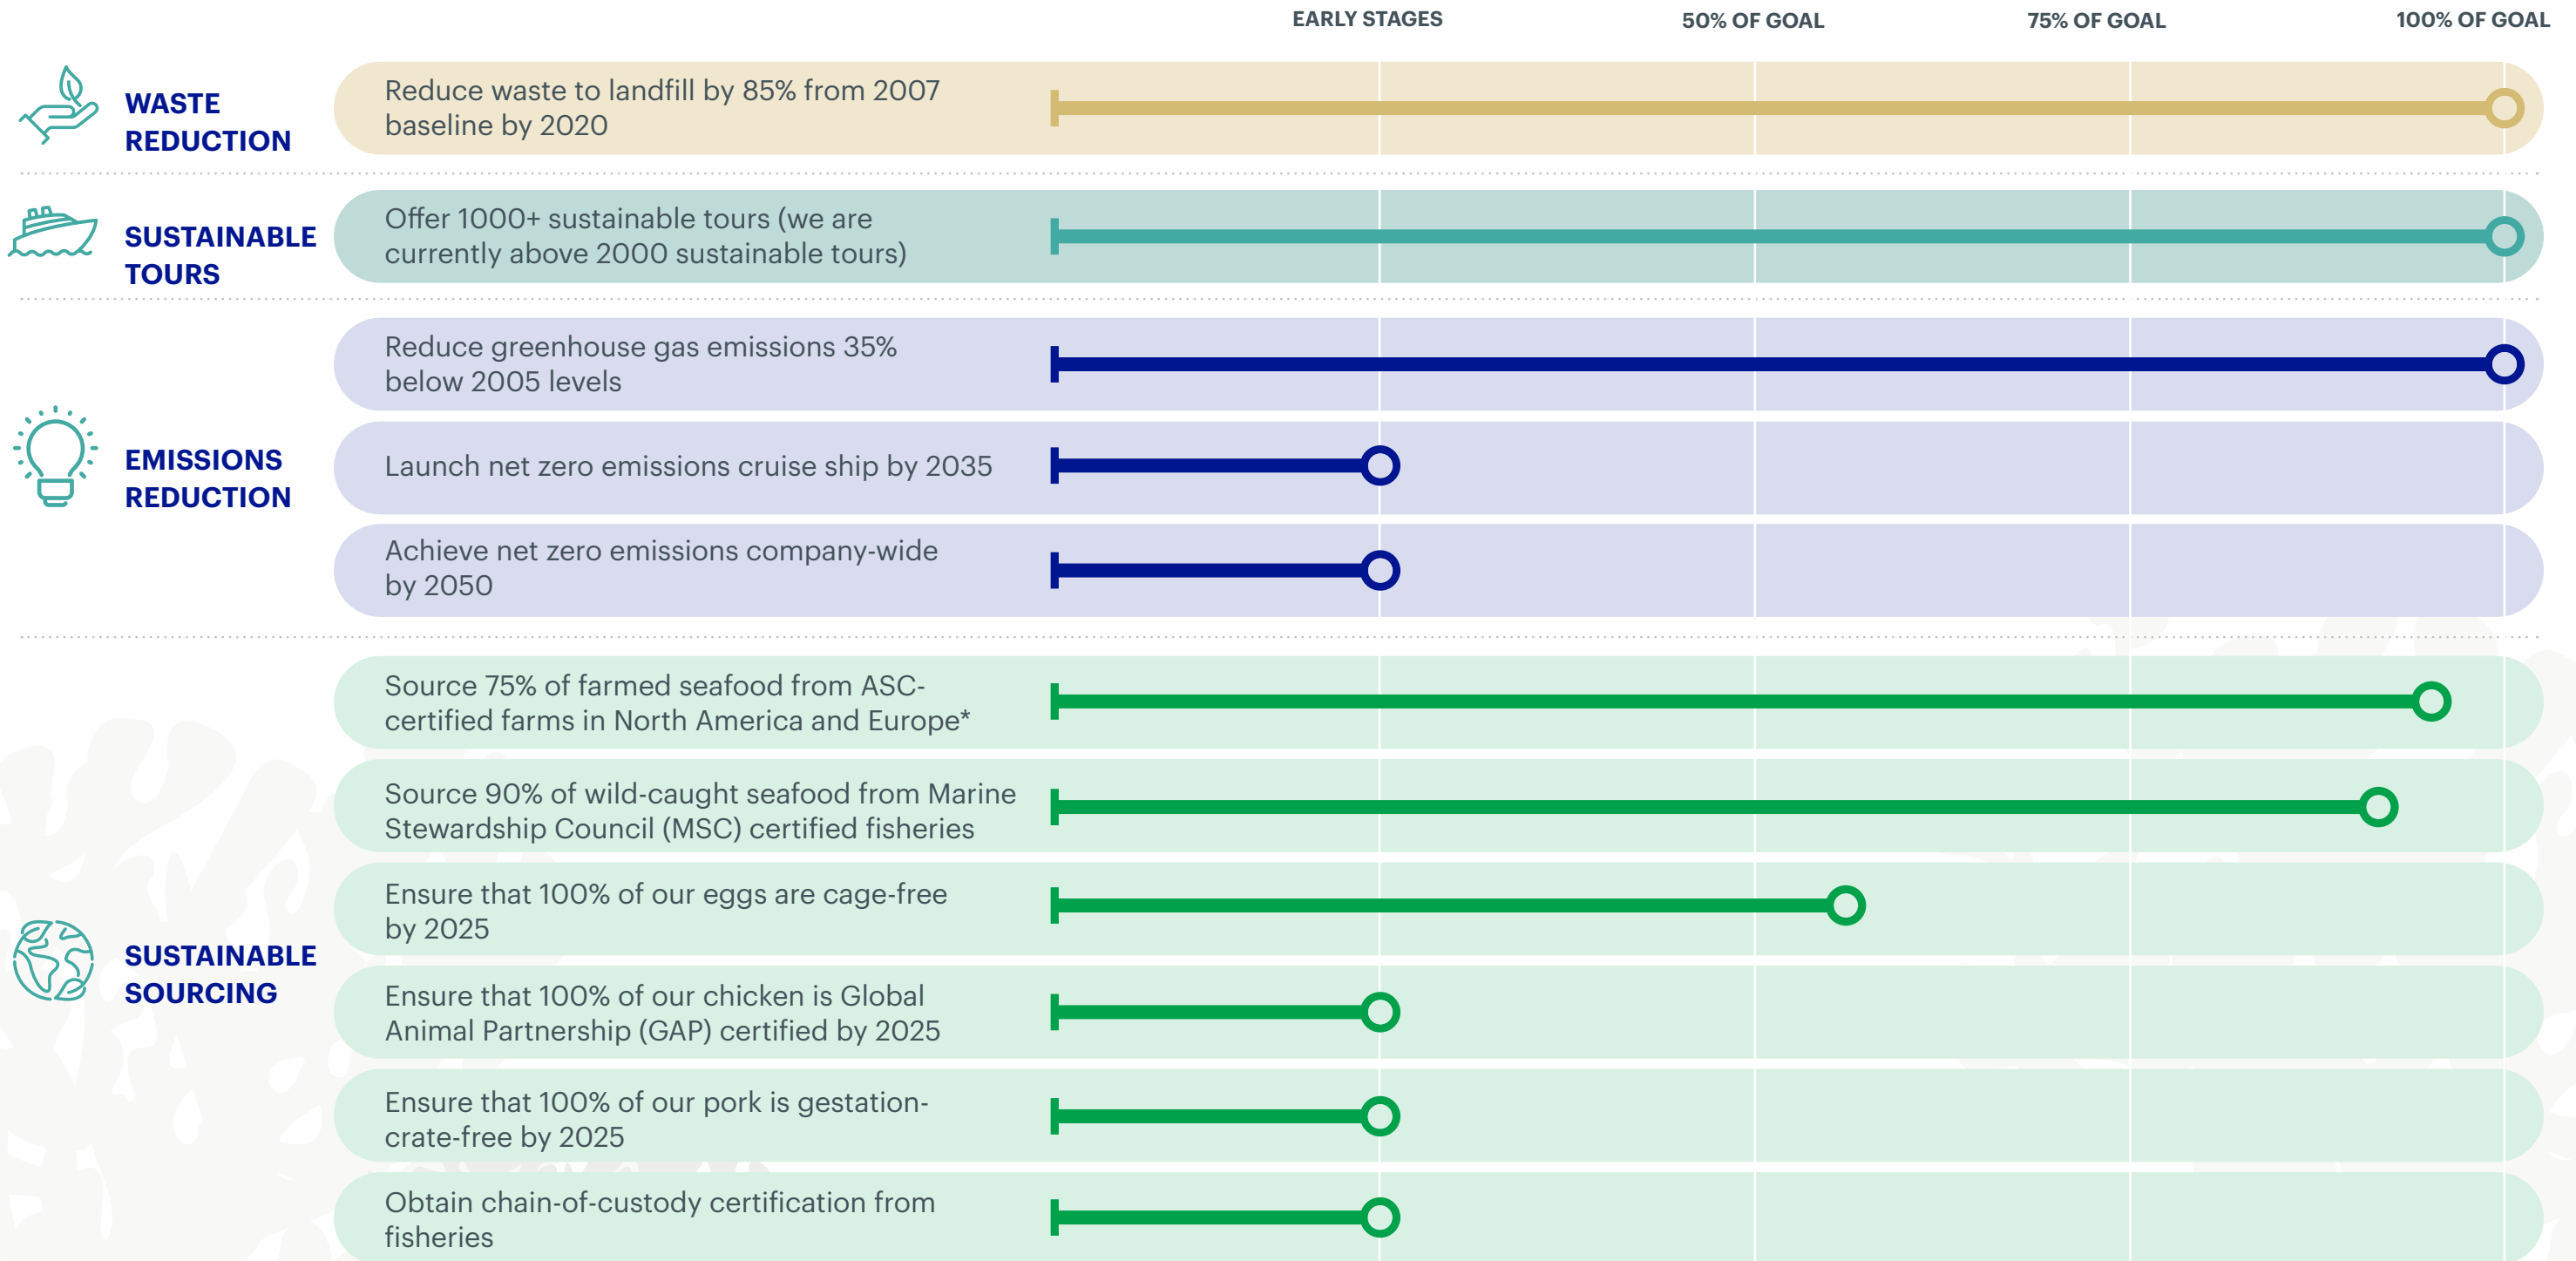 EARLY STAGES
50% OF GOAL
75% OF GOAL
100% OF GOAL
WASTE
REDUCTION
Reduce waste to landfill by 85% from 2007
baseline by 2020
SUSTAINABLE
TOURS
Offer 1000+ sustainable tours (we are
currently above 2000 sustainable tours)
EMISSIONS
REDUCTION
Reduce greenhouse gas emissions 35%
below 2005 levels
Launch net zero emissions cruise ship by 2035
Achieve net zero emissions company-wide
by 2050
SUSTAINABLE
SOURCING
Source 75% of farmed seafood from ASC-
certified farms in North America and Europe*
Source 90% of wild-caught seafood from Marine
Stewardship Council (MSC) certified fisheries
Ensure that 100% of our eggs are cage-free
by 2025
Ensure that 100% of our chicken is Global
Animal Partnership (GAP) certified by 2025
Ensure that 100% of our pork is gestation-
crate-free by 2025
Obtain chain-of-custody certification from
fisheries